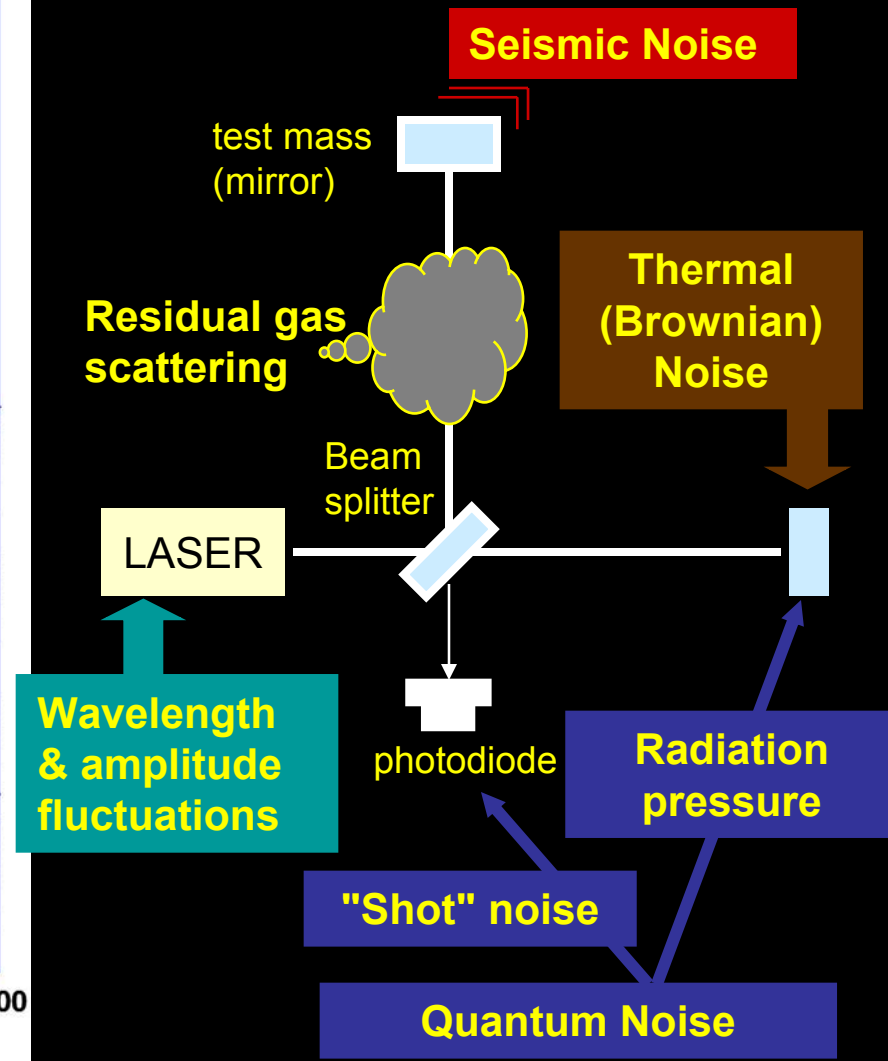 Seismic Noise
test mass
(mirror)
Thermal
(Brownian)
Noise
Residual gas
scattering
Beam
splitter
LASER
Wavelength
& amplitude
fluctuations
photodiode
Radiation
pressure
"Shot" noise
00
Quantum Noise